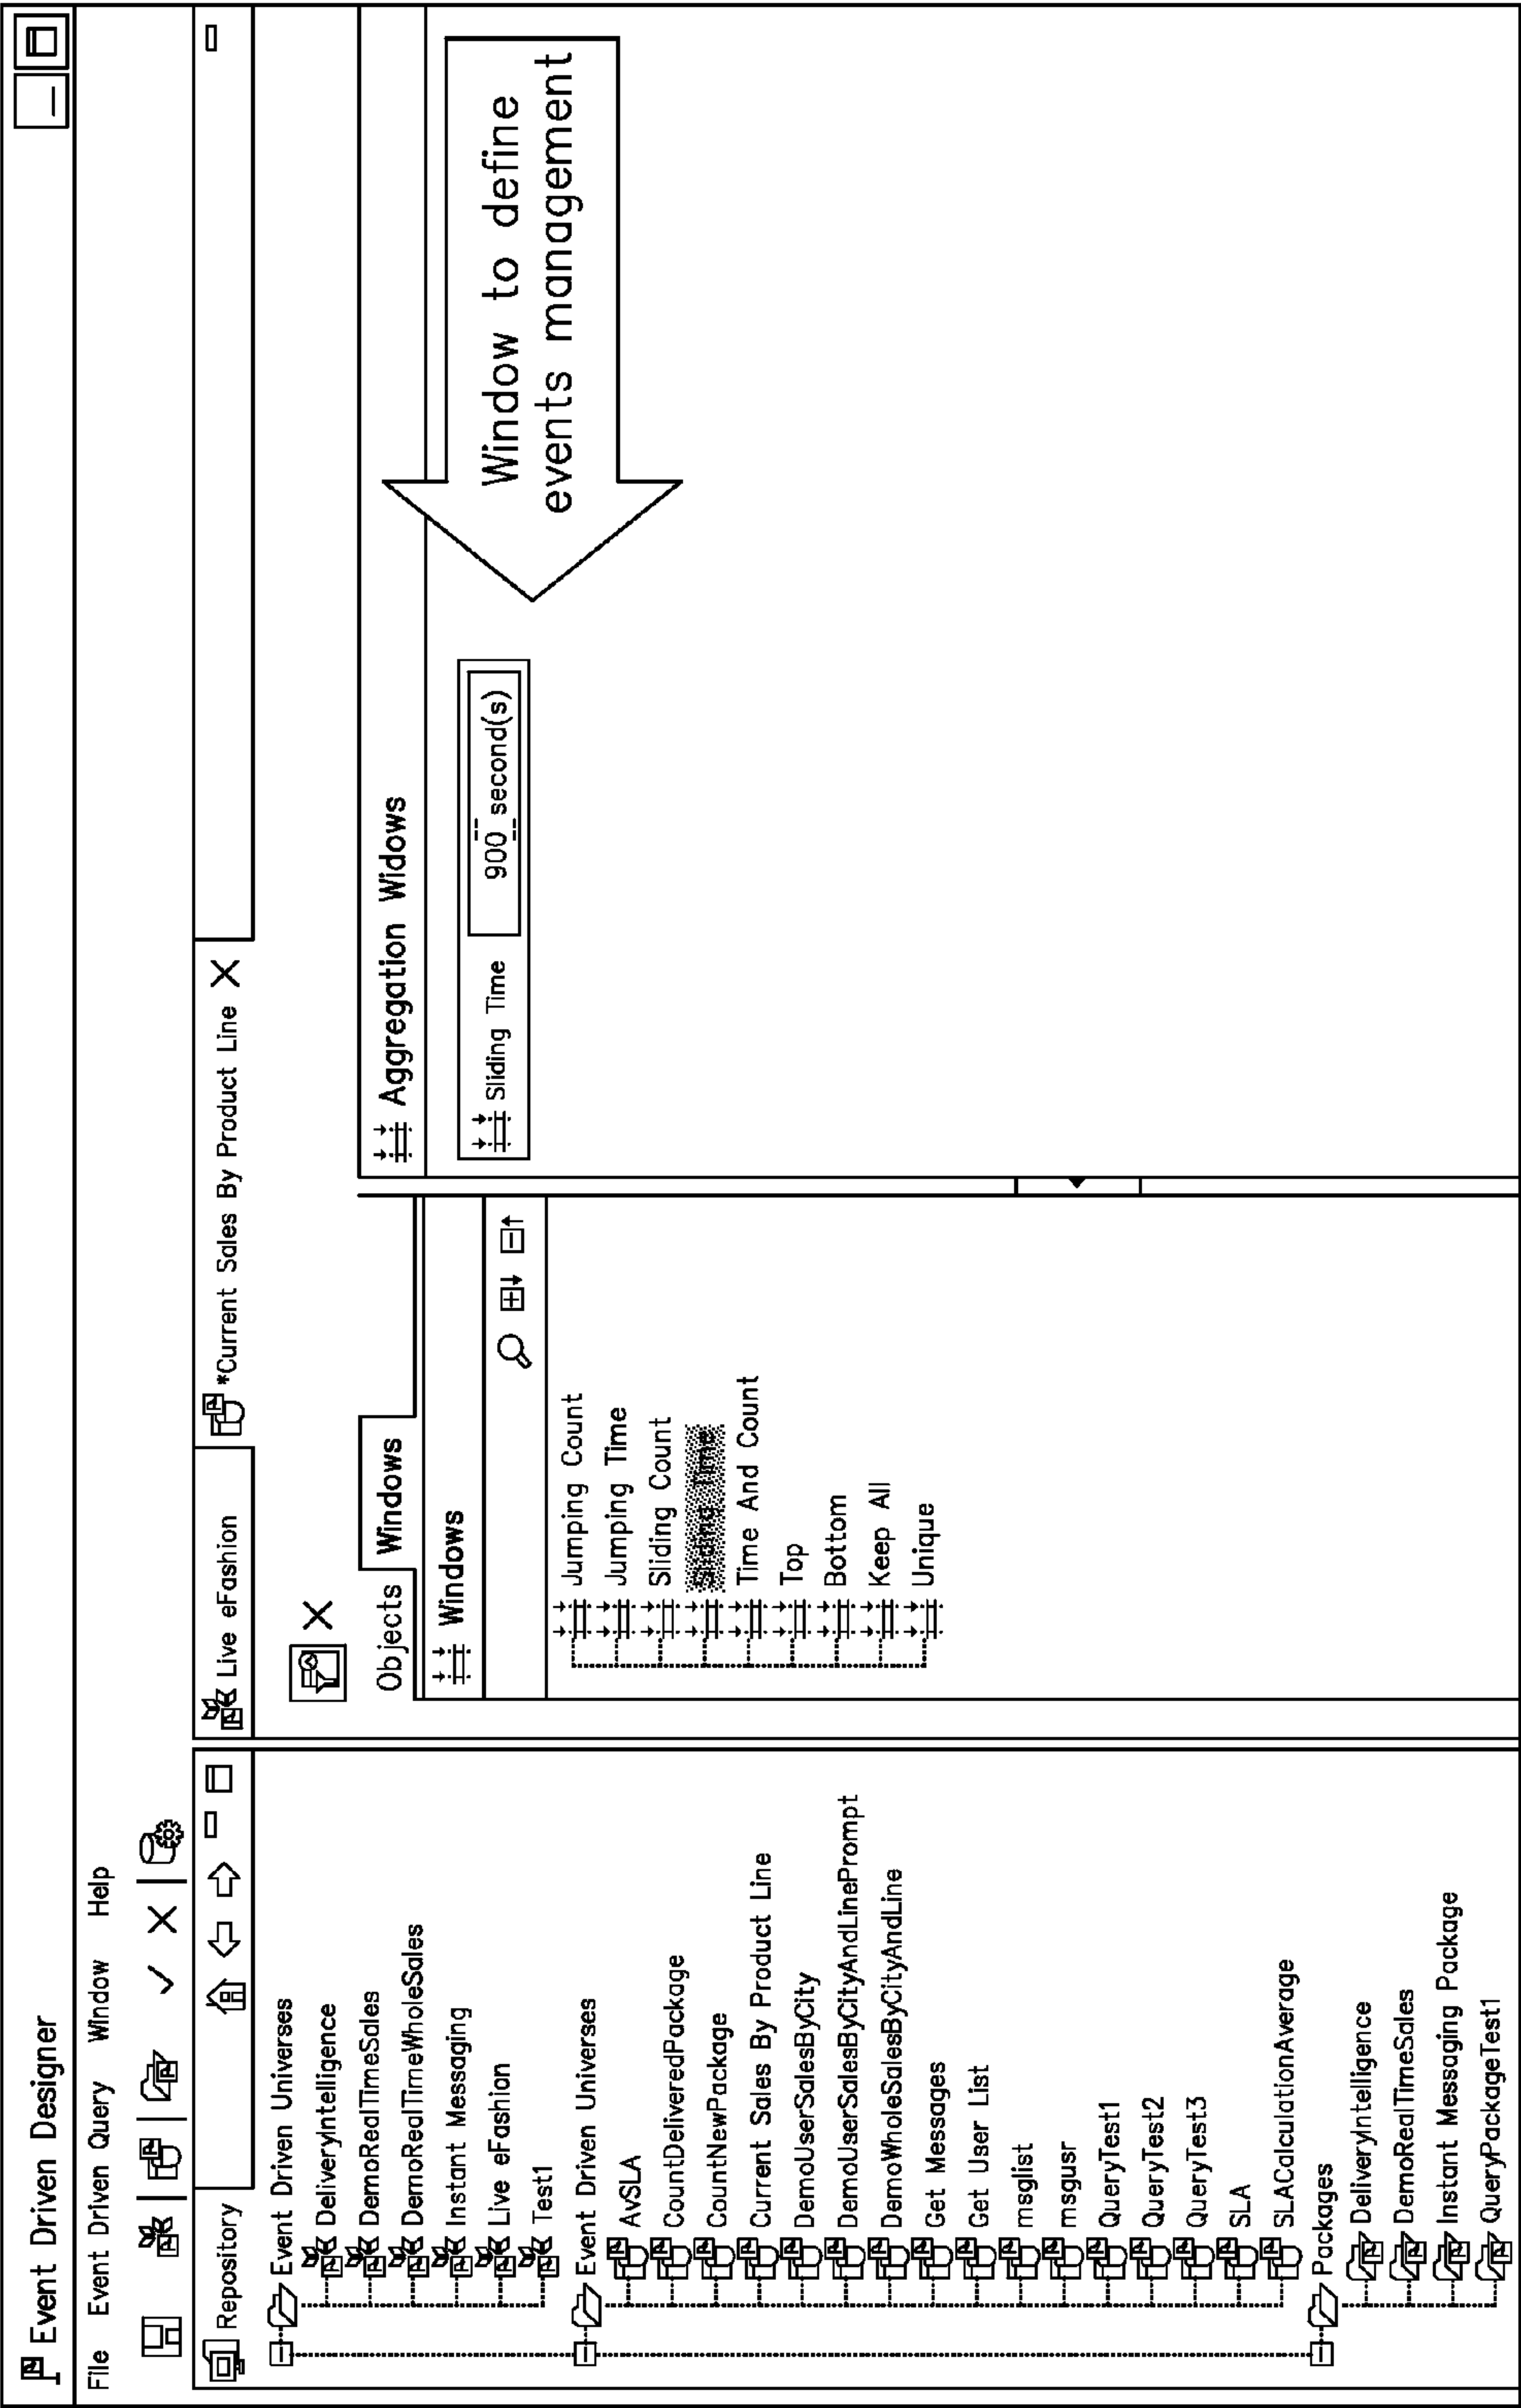 Event Driven Designer
File Event Driven Query Window Help
Repository
Event Driven Universes
DeliveryIntelligence
DemoRealTimeSales
DemoRealTimeWholeSales
Instant Messaging
Live eFashion
Test1
Event Driven Universes
AvSLA
CountDeliveredPackage
CountNewPackage
Current Sales By Product Line
DemoUserSalesByCity
DemoUserSalesByCityAndLinePrompt
DemoWholeSalesByCityAndLine
Get Messages
Get User List
msglist
msgusr
QueryTest1
QueryTest2
QueryTest3
SLA
SLACalculationAverage
Packages
DeliveryIntelligence
DemoRealTimeSales
Instant Messaging Package
QueryPackageTest1
Live eFashion
*Current Sales By Product Line
Objects Windows
Windows
Jumping Count
Jumping Time
Sliding Count
Sliding Time
Time And Count
Top
Bottom
Keep All
Unique
Aggregation Widows
Sliding Time 900 second(s)
Window to define
events management